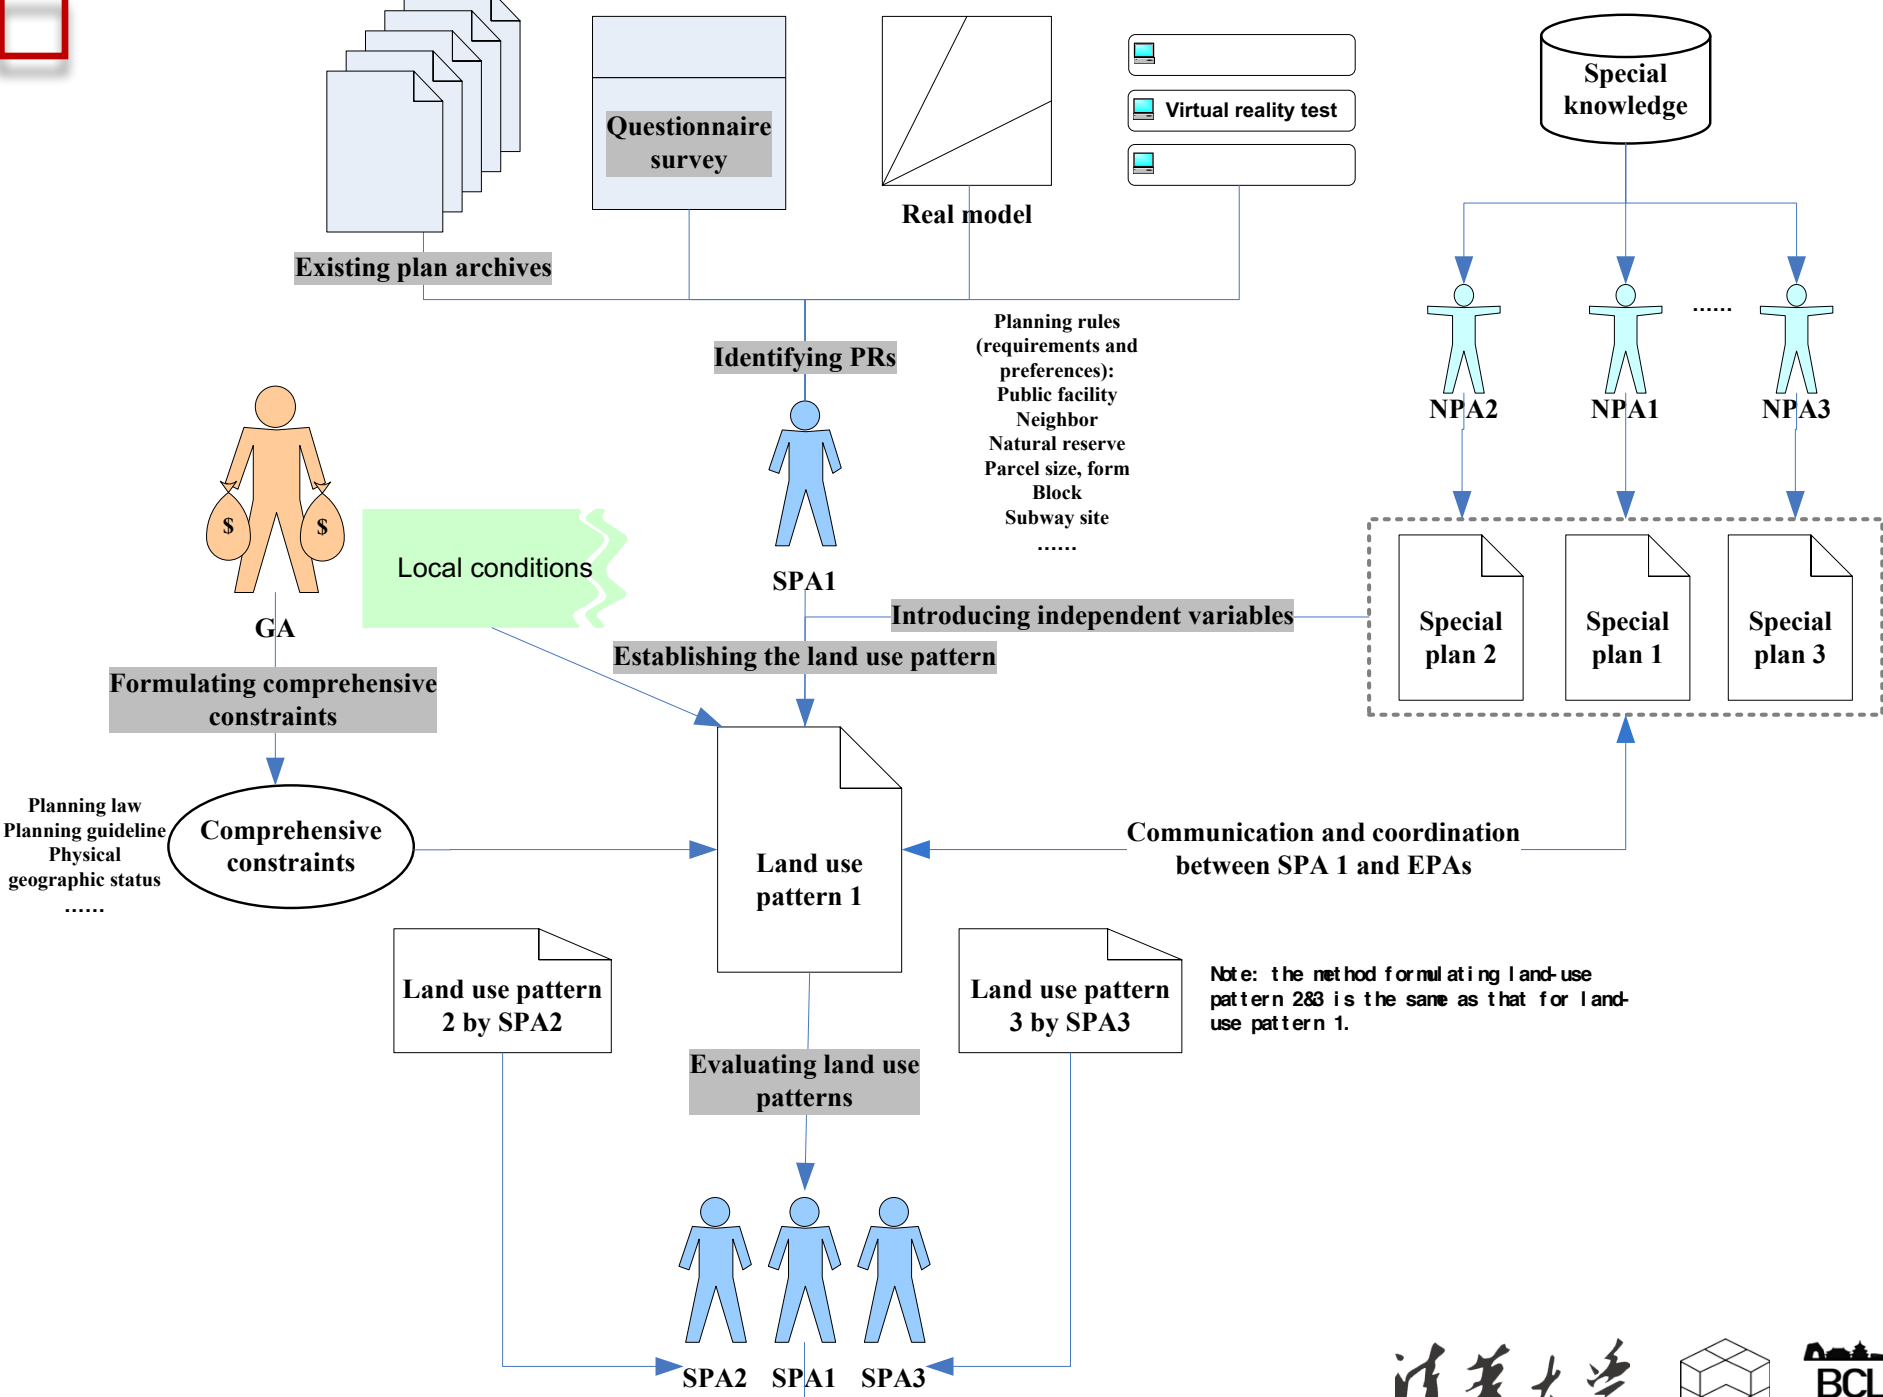 Questionnaire
survey
Virtual reality test
Special
knowledge
Real model
Existing plan archives
Identifying PRs
Planning rules
(requirements and
preferences):
Public facility
Neighbor
Natural reserve
Parcel size, form
Block
Subway site
......
......
NPA2
NPA1
NPA3
$
$
GA
Local conditions
SPA1
Introducing independent variables
Special
plan 2
Special
plan 1
Special
plan 3
Establishing the land use pattern
Formulating comprehensive
constraints
Planning law
Planning guideline
Physical
geographic status
......
Comprehensive
constraints
Land use
pattern 1
Communication and coordination
between SPA 1 and EPAs
Land use pattern
2 by SPA2
Land use pattern
3 by SPA3
Note: the method formulating land-use
pattern 2&3 is the same as that for land-
use pattern 1.
Evaluating land use
patterns
SPA2
SPA1
SPA3
清华大学
BCL